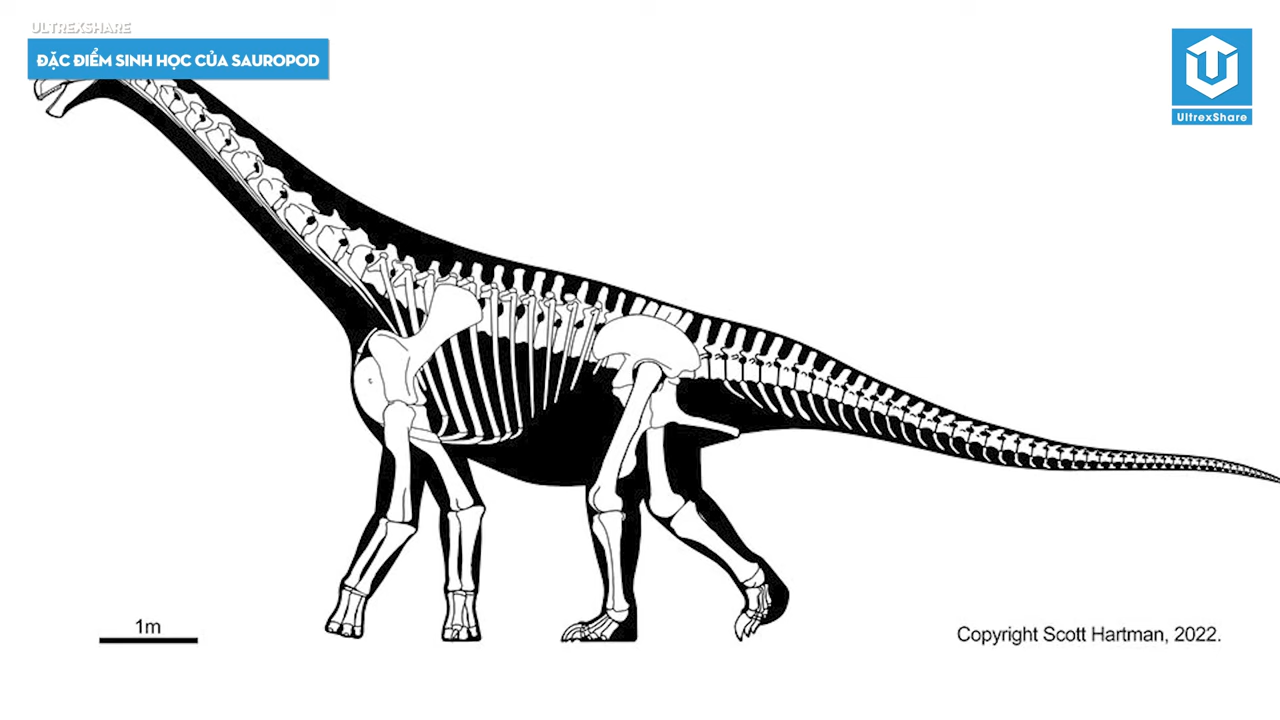 ULTREXSHARE
ĐẶC ĐIỂM SINH HỌC CỦA SAUROPOD
UltrexShare
1m
Copyright Scott Hartman, 2022.